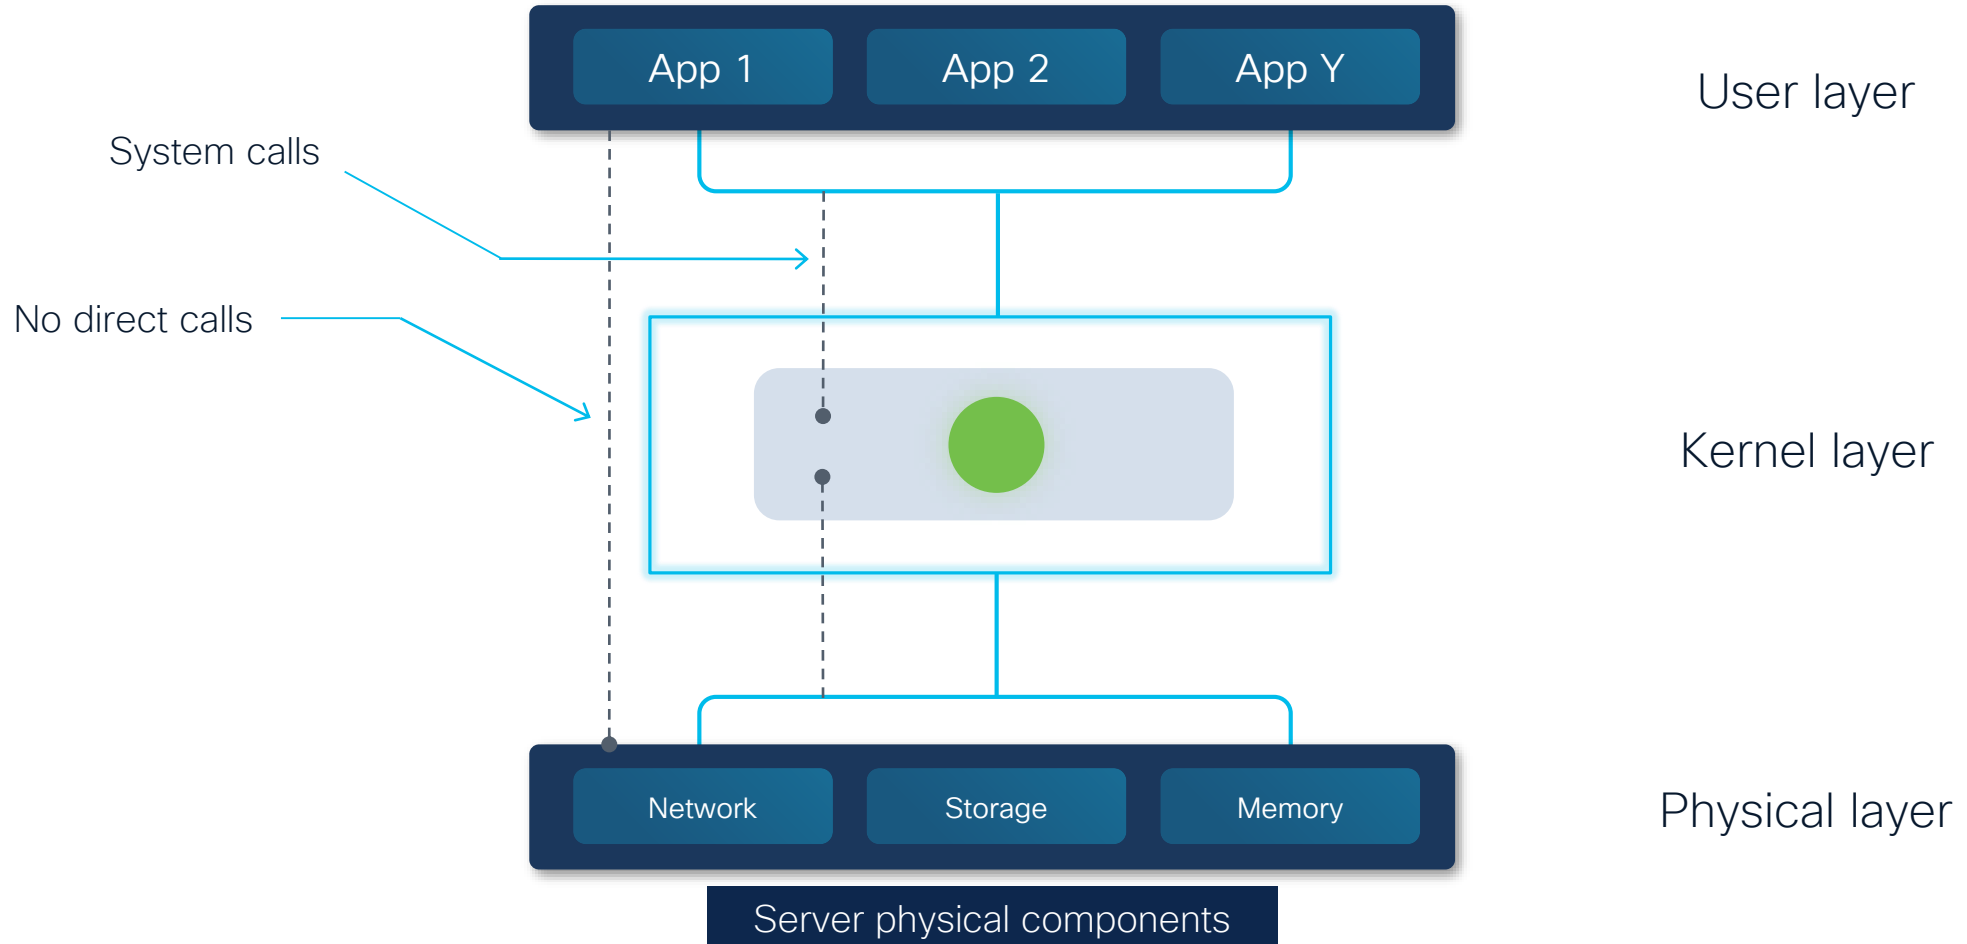 App 1
App 2
App Y
User layer
System calls
No direct calls
Kernel layer
Network
Storage
Memory
Physical layer
Server physical components